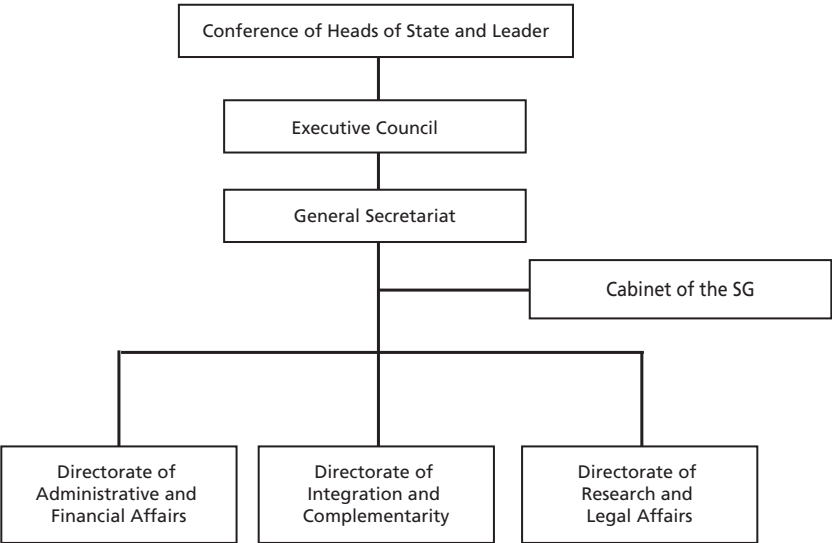 Conference of Heads of State and Leader
Executive Council
General Secretariat
Cabinet of the SG
Directorate of
Administrative and
Financial Affairs
Directorate of
Integration and
Complementarity
Directorate of
Research and
Legal Affairs